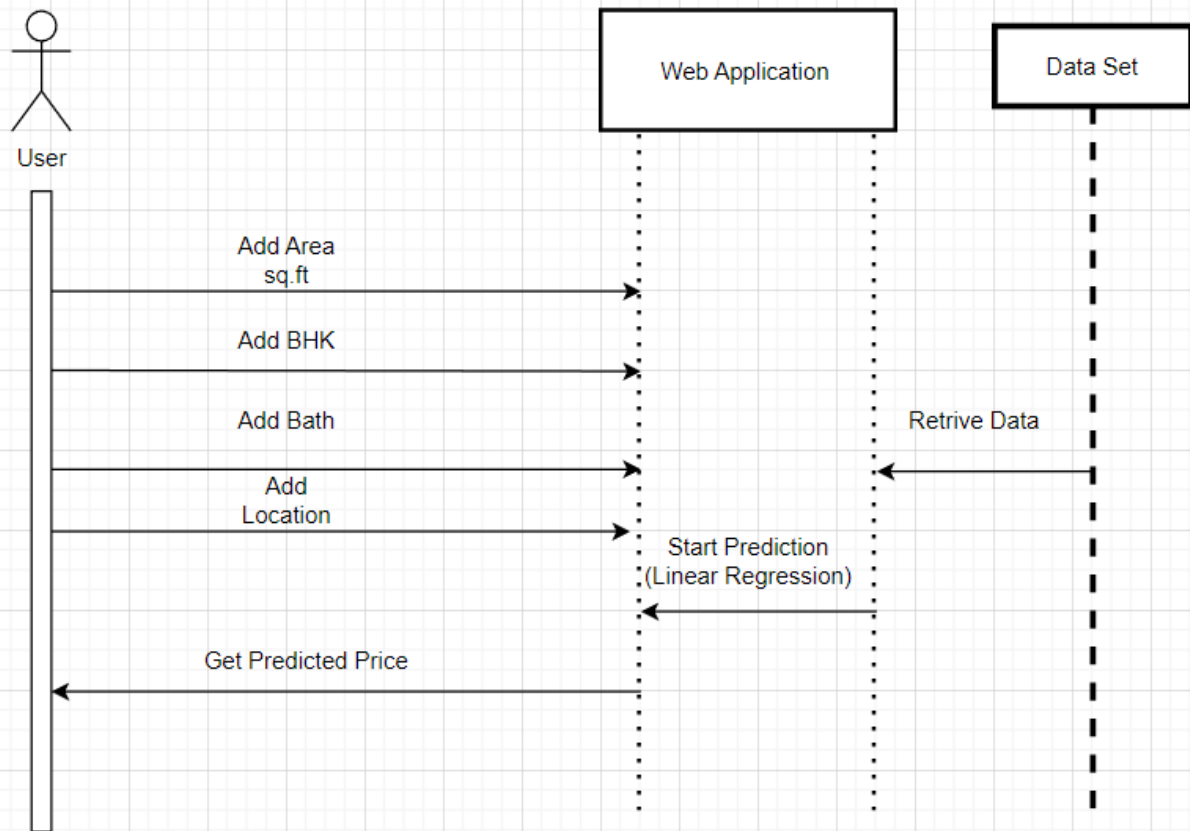 Web Application
Data Set
User
Add Area
sq.ft
Add BHK
Add Bath
Retrive Data
Add
Location
Start Prediction
(Linear Regression)
Get Predicted Price